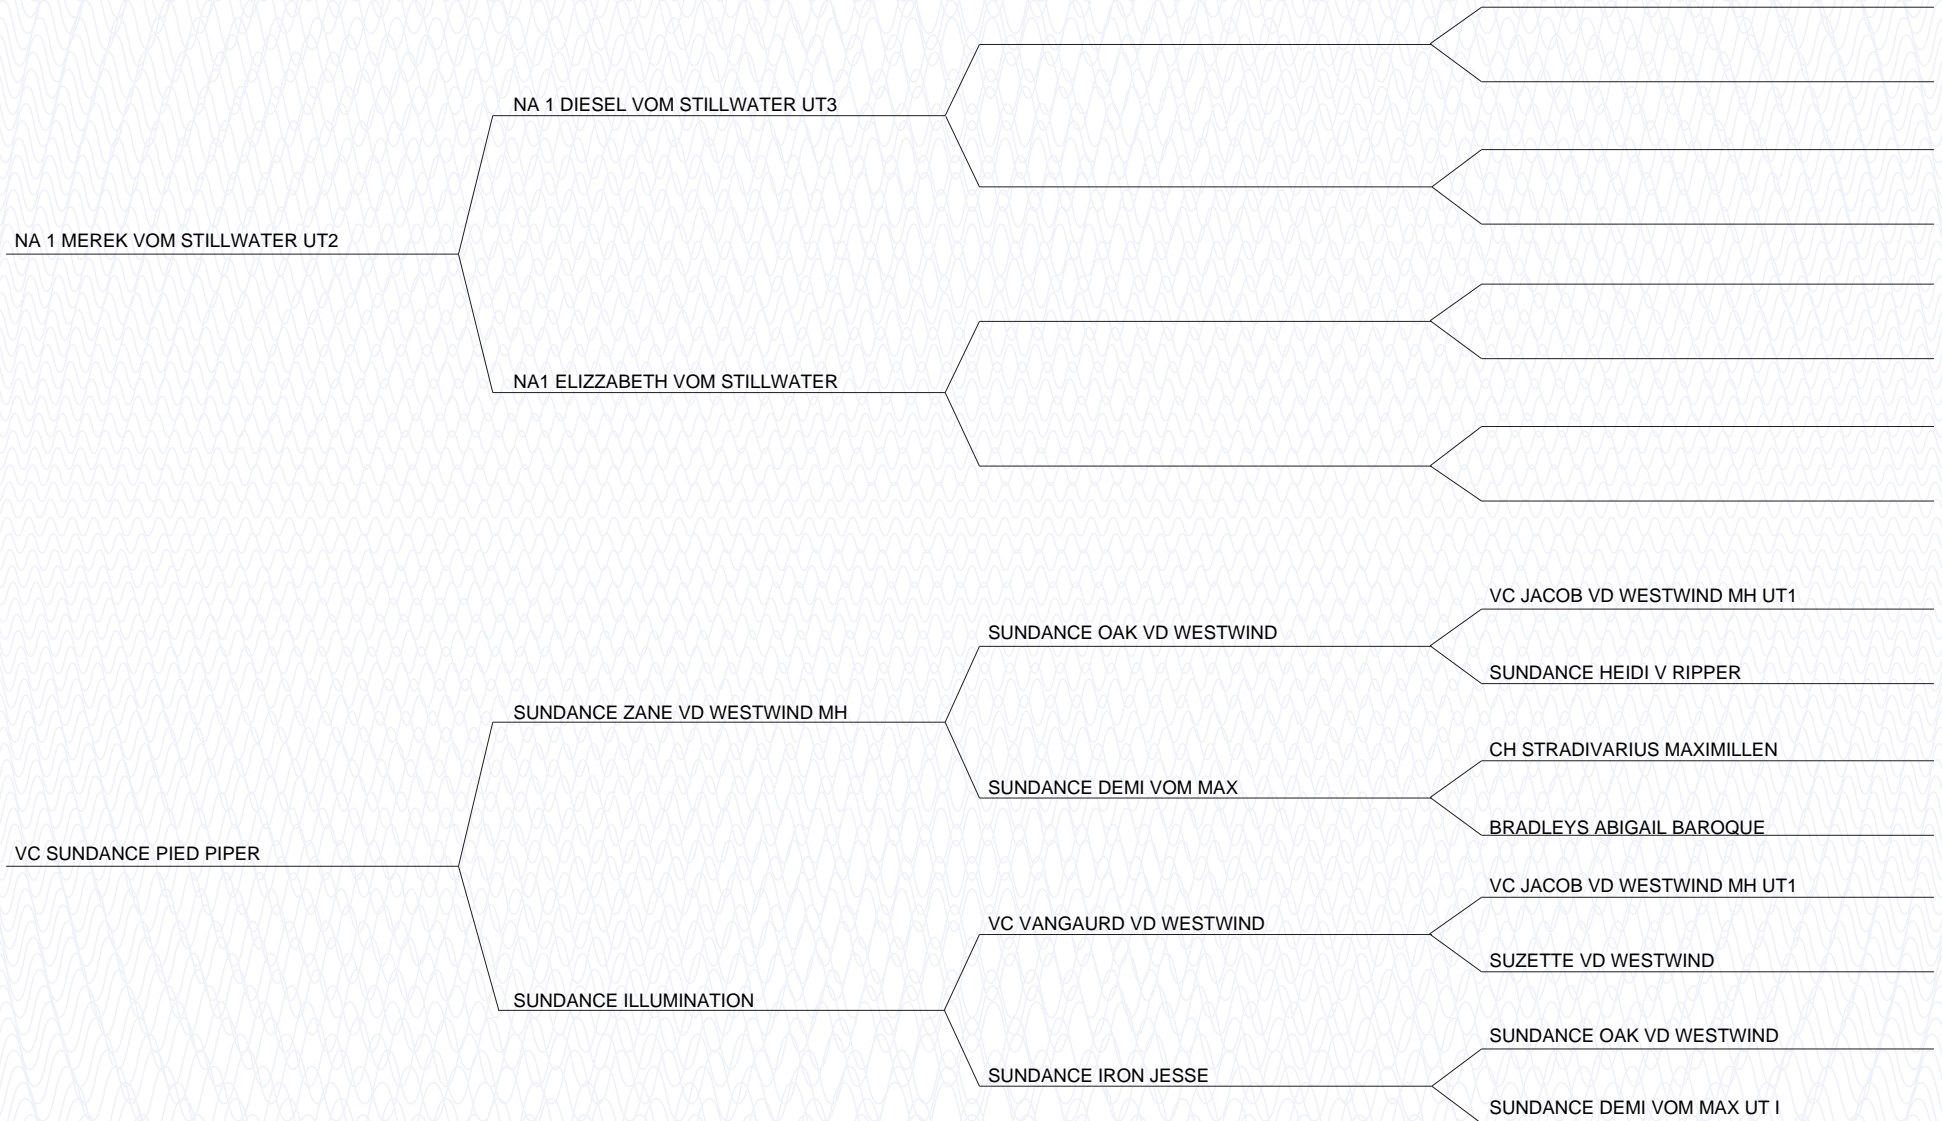 NA 1 DIESEL VOM STILLWATER UT3
NA 1 MEREK VOM STILLWATER UT2
NA1 ELIZZABETH VOM STILLWATER
VC JACOB VD WESTWIND MH UT1
SUNDANCE OAK VD WESTWIND
SUNDANCE HEIDI V RIPPER
SUNDANCE ZANE VD WESTWIND MH
CH STRADIVARIUS MAXIMILLEN
SUNDANCE DEMI VOM MAX
BRADLEYS ABIGAIL BAROQUE
VC SUNDANCE PIED PIPER
VC JACOB VD WESTWIND MH UT1
VC VANGAURD VD WESTWIND
SUZETTE VD WESTWIND
SUNDANCE ILLUMINATION
SUNDANCE OAK VD WESTWIND
SUNDANCE IRON JESSE
SUNDANCE DEMI VOM MAX UT I